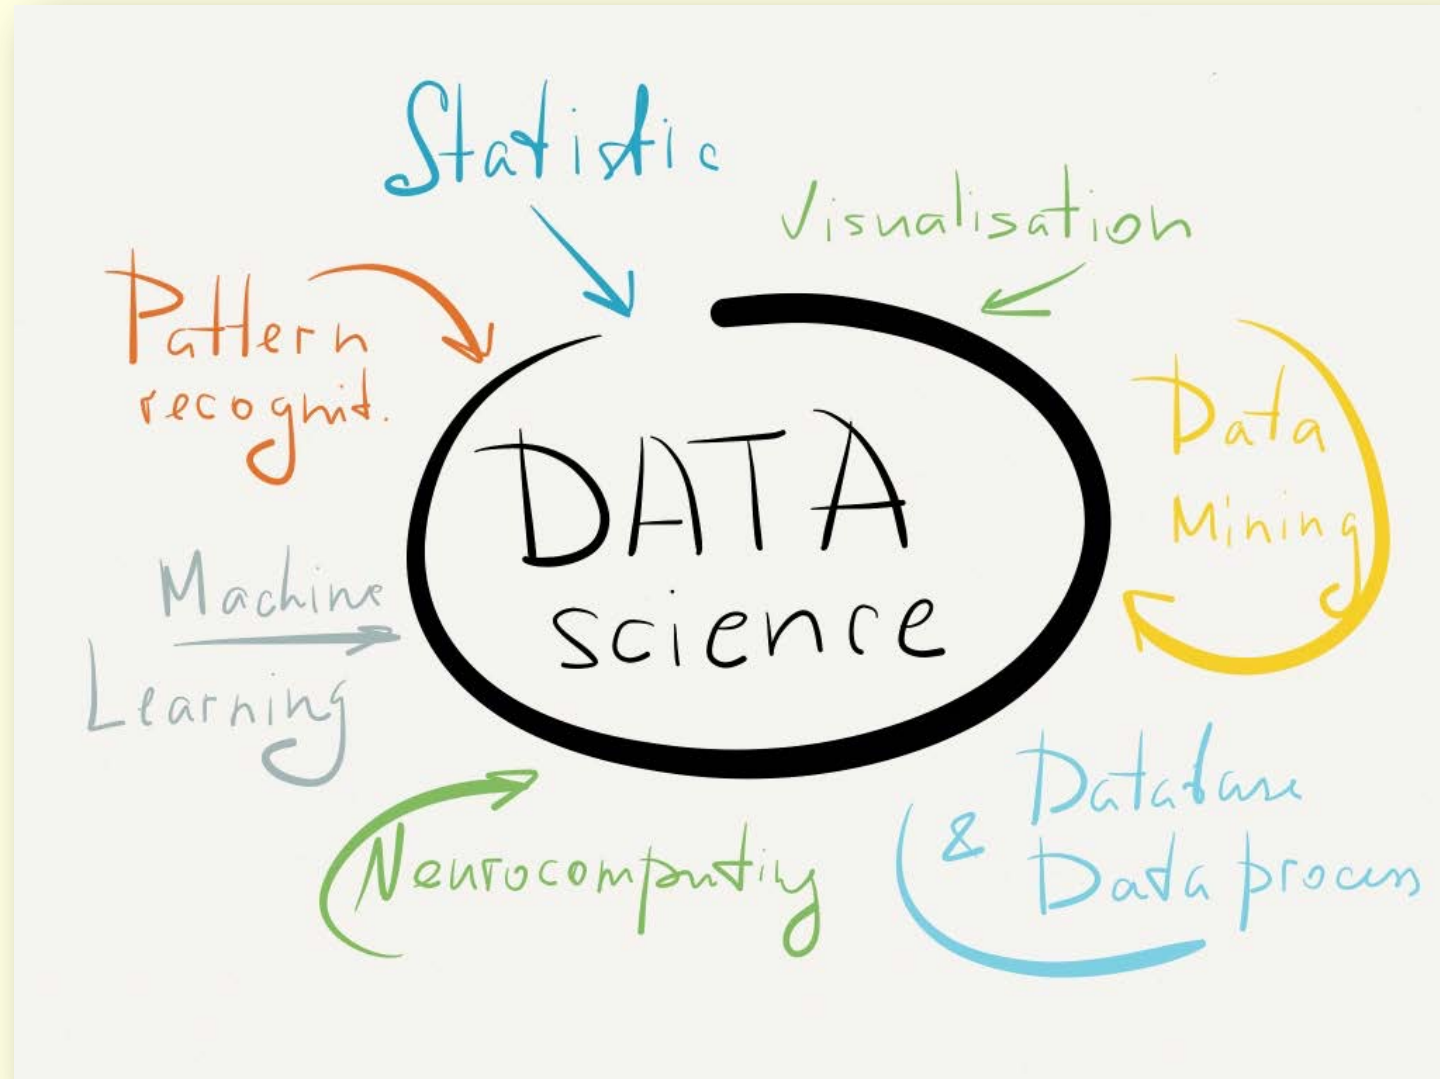 Statistic
Visualisation
Pattern
recognit.
Data
Mining
DATA
science
Machine
Learning
Neurocomputing
& Database
Data process